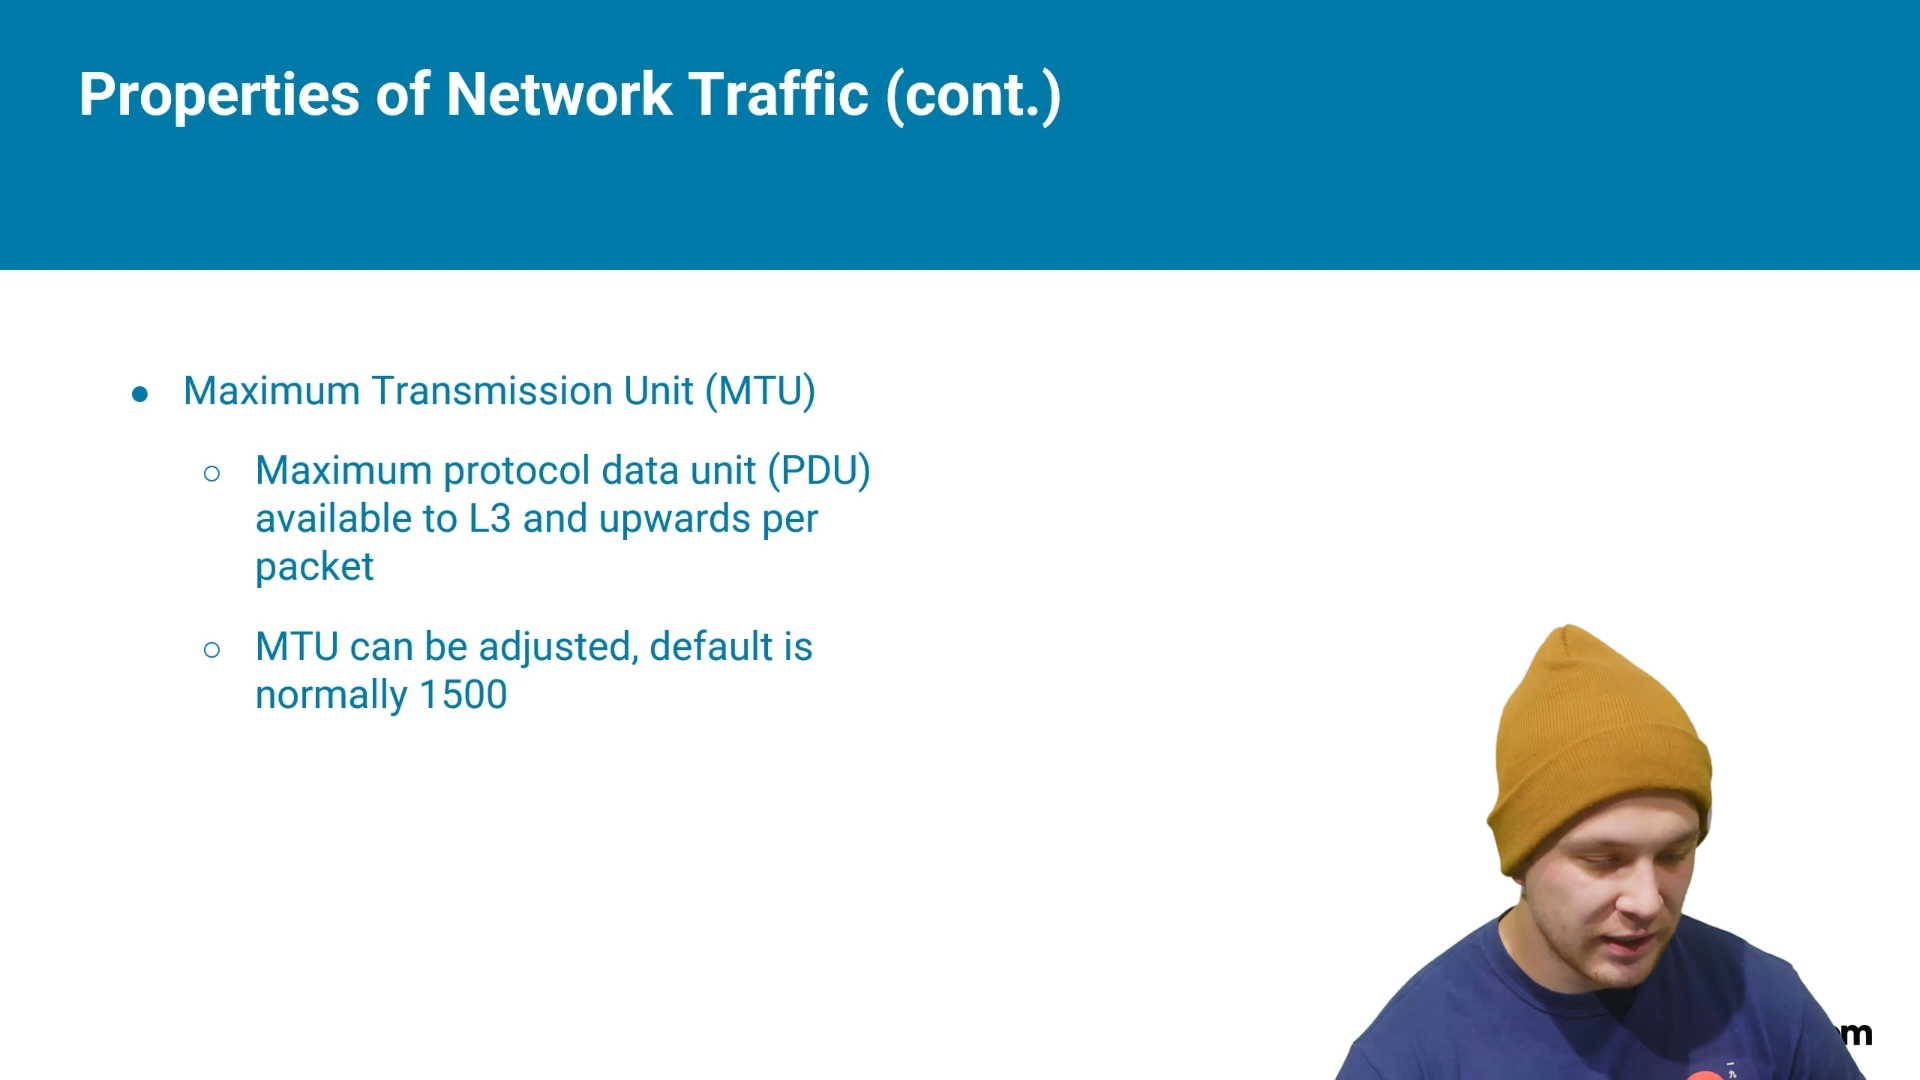 Properties of Network Traffic (cont.)
● Maximum Transmission Unit (MTU)
○ Maximum protocol data unit (PDU)
available to L3 and upwards per
packet
○ MTU can be adjusted, default is
normally 1500
m